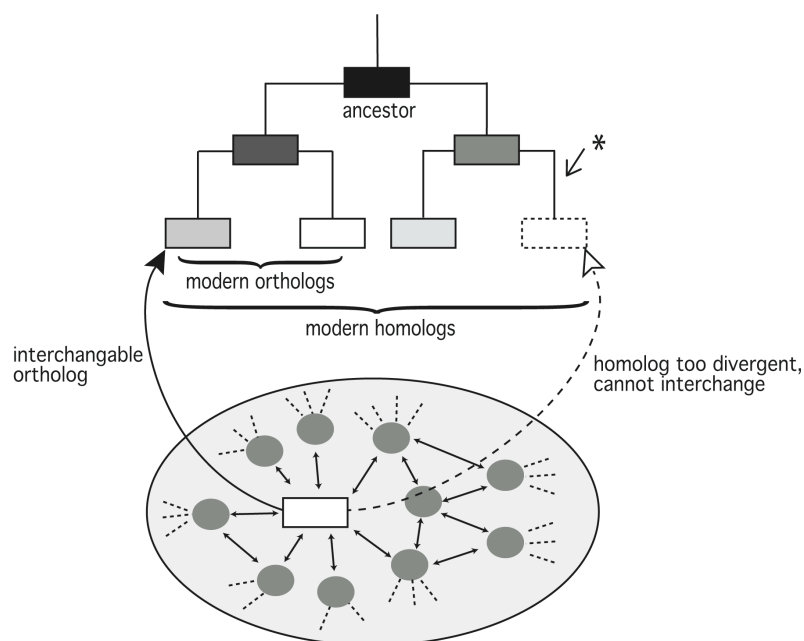 ancestor
*
modern orthologs
modern homologs
interchangable
ortholog
homolog too divergent,
cannot interchange